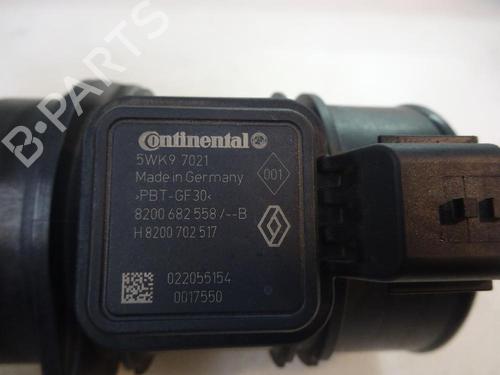 B-PARTS
Continental
5WK9 7021
Made in Germany
001
>PBT-GF30<
8200 682 558 /--B
H 8200 702 517
022055154
0017550